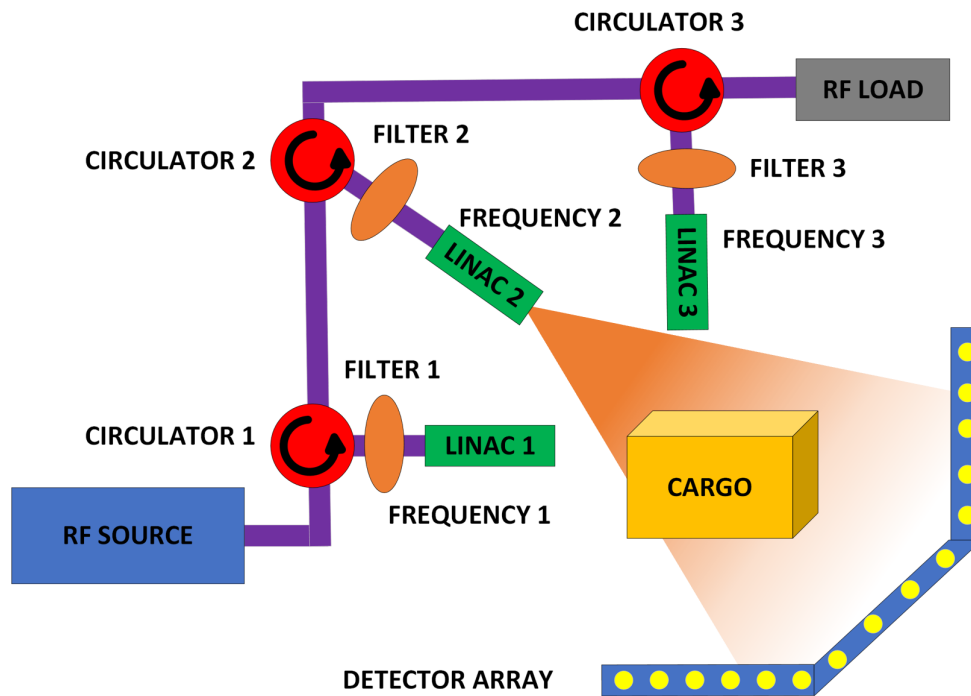 CIRCULATOR 3
RF LOAD
FILTER 2
CIRCULATOR 2
FILTER 3
FREQUENCY 2
FREQUENCY 3
LINAC 2
LINAC 3
FILTER 1
CIRCULATOR 1
LINAC 1
CARGO
FREQUENCY 1
RF SOURCE
DETECTOR ARRAY